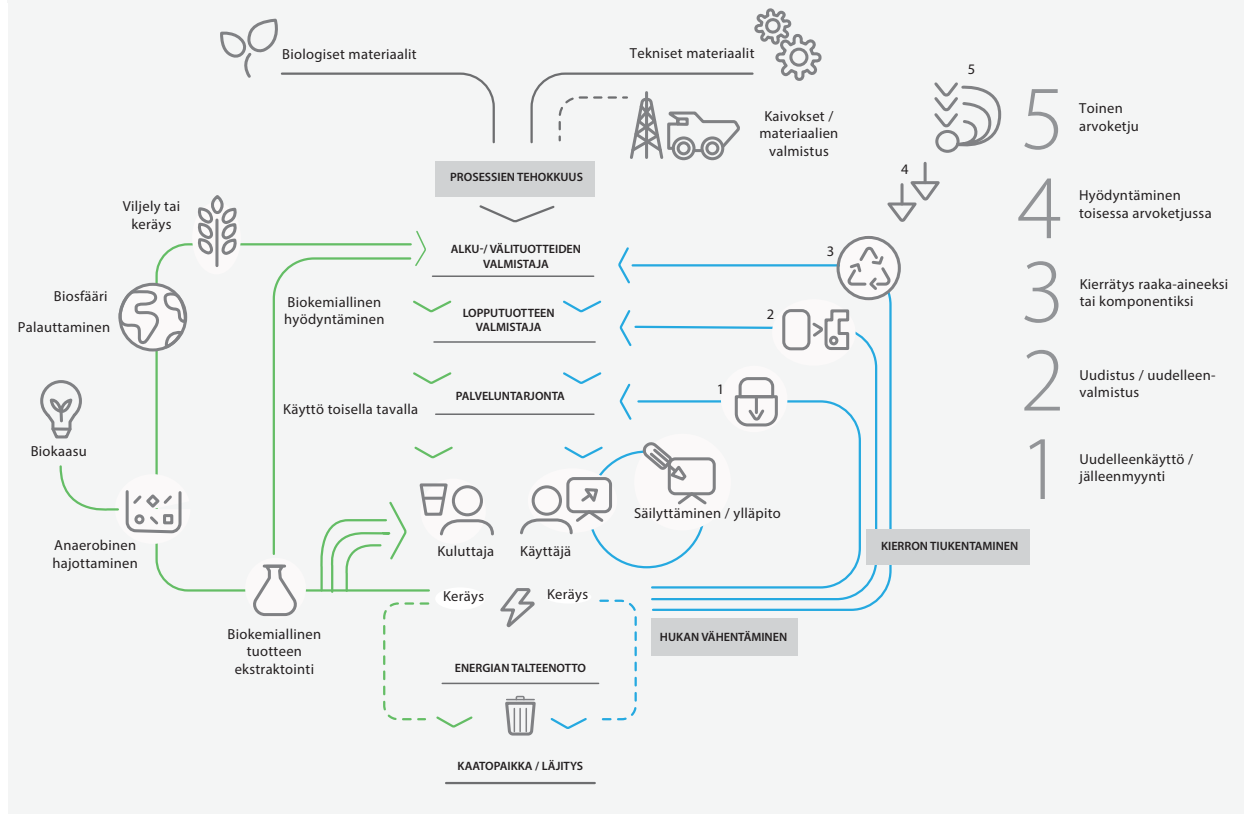 Biologiset materiaalit
Tekniset materiaalit
Kaivokset /
materiaalien
valmistus
PROSESSIEN TEHOKKUUS
Viljely tai
keräys
ALKU-/ VÄLITUOTTEIDEN
VALMISTAJA
Biosfääri
Palauttaminen
Biokemiallinen
hyödyntäminen
LOPPUTUOTTEEN
VALMISTAJA
Käyttö toisella tavalla
PALVELUNTARJONTA
Biokaasu
Anaerobinen
hajottaminen
Kuluttaja
Käyttäjä
Säilyttäminen / ylläpito
Keräys
Keräys
Biokemiallinen
tuotteen
ekstraktointi
ENERGIAN TALTEENOTTO
KAATOPAIKKA / LÄJITYS
KIERRON TIUKENTAMINEN
HUKAN VÄHENTÄMINEN
5
4
3
2
1
5
Toinen
arvoketju
4
Hyödyntäminen
toisessa arvoketjussa
3
Kierrätys raaka-aineeksi
tai komponentiksi
2
Uudistus / uudelleen-
valmistus
1
Uudelleenkäyttö /
jälleenmyynti